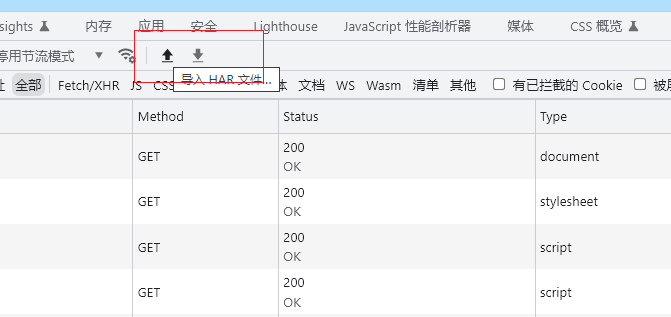 nsights 内存 应用 安全 Lighthouse JavaScript 性能剖析器 媒体 CSS 概览
停用节流模式
导入 HAR 文件...
全部 Fetch/XHR JS CSS 体 文档 WS Wasm 清单 其他 有已拦截的 Cookie
Method Status Type
GET 200 document
OK
GET 200 stylesheet
OK
GET 200 script
OK
GET 200 script
OK